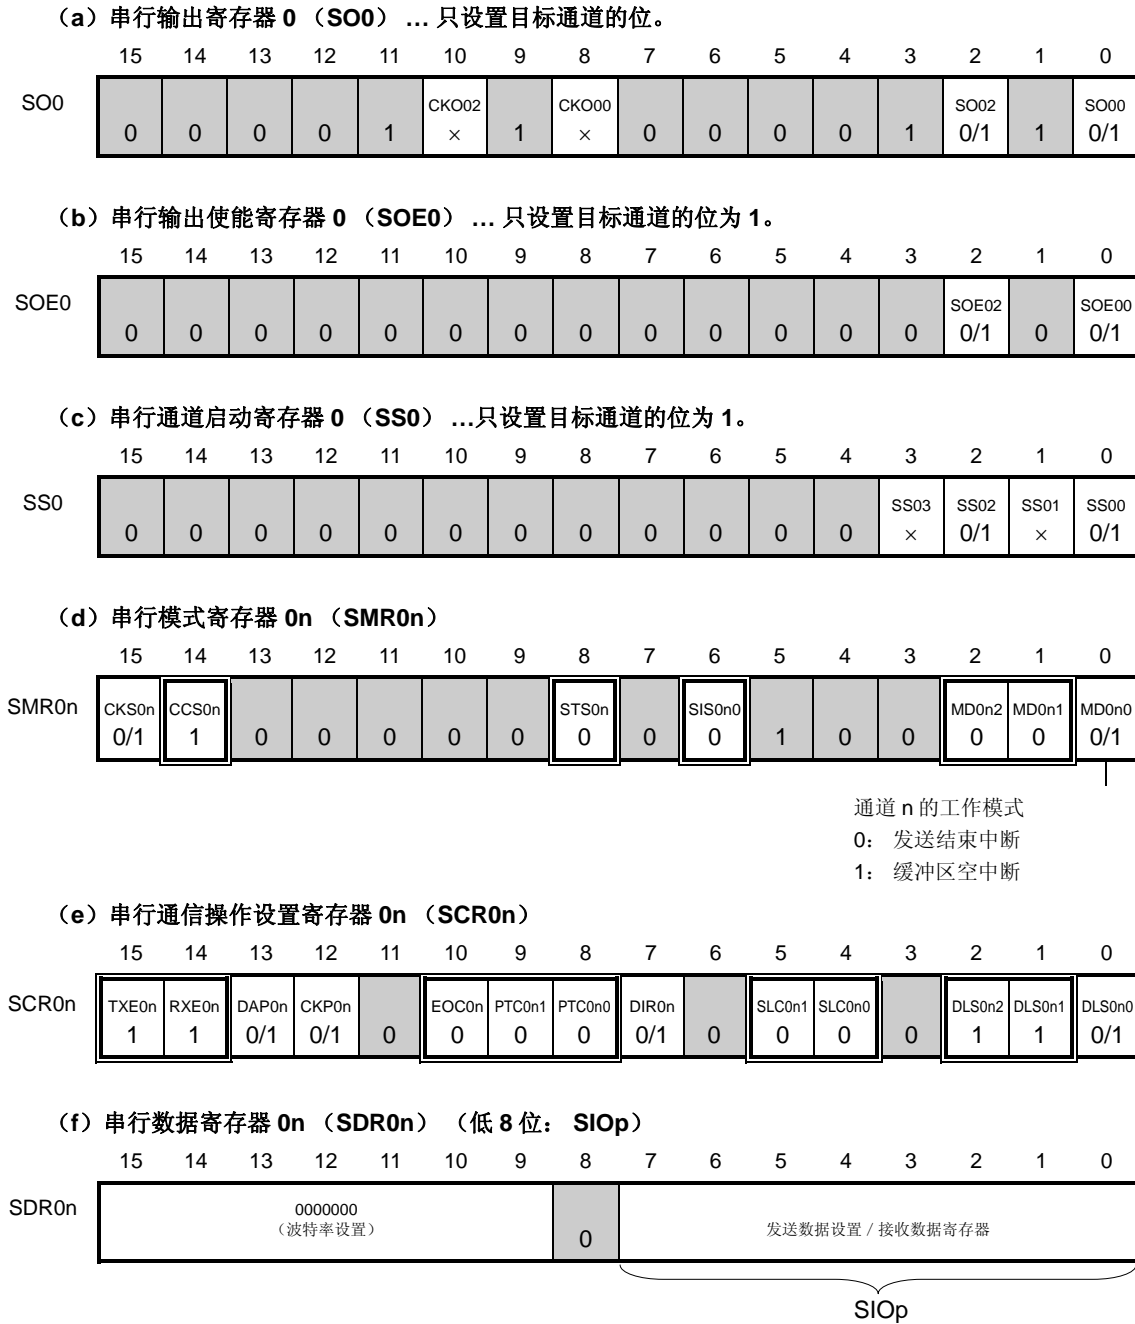 （a）串行输出寄存器 0 （SO0） … 只设置目标通道的位。
15 14 13 12 11 10 9 8 7 6 5 4 3 2 1 0
SO0
CKO02 CKO00 SO02 SO00
0 0 0 0 1 × 1 × 0 0 0 0 1 0/1 1 0/1
（b）串行输出使能寄存器 0 （SOE0） … 只设置目标通道的位为 1。
15 14 13 12 11 10 9 8 7 6 5 4 3 2 1 0
SOE0
SOE02 SOE00
0 0 0 0 0 0 0 0 0 0 0 0 0 0/1 0 0/1
（c）串行通道启动寄存器 0 （SS0） …只设置目标通道的位为 1。
15 14 13 12 11 10 9 8 7 6 5 4 3 2 1 0
SS0
SS03 SS02 SS01 SS00
0 0 0 0 0 0 0 0 0 0 0 0 × 0/1 × 0/1
（d）串行模式寄存器 0n （SMR0n）
15 14 13 12 11 10 9 8 7 6 5 4 3 2 1 0
SMR0n
CKS0n CCS0n STS0n SIS0n0 MD0n2 MD0n1 MD0n0
0/1 1 0 0 0 0 0 0 0 0 1 0 0 0 0 0/1
通道 n 的工作模式
0： 发送结束中断
1： 缓冲区空中断
（e）串行通信操作设置寄存器 0n （SCR0n）
15 14 13 12 11 10 9 8 7 6 5 4 3 2 1 0
SCR0n
TXE0n RXE0n DAP0n CKP0n EOC0n PTC0n1 PTC0n0 DIR0n SLC0n1 SLC0n0 DLS0n2 DLS0n1 DLS0n0
1 1 0/1 0/1 0 0 0 0 0/1 0 0 0 0 1 1 0/1
（f）串行数据寄存器 0n （SDR0n） （低 8 位： SIOp）
15 14 13 12 11 10 9 8 7 6 5 4 3 2 1 0
SDR0n
0000000
（波特率设置）
0
发送数据设置 / 接收数据寄存器
SIOp